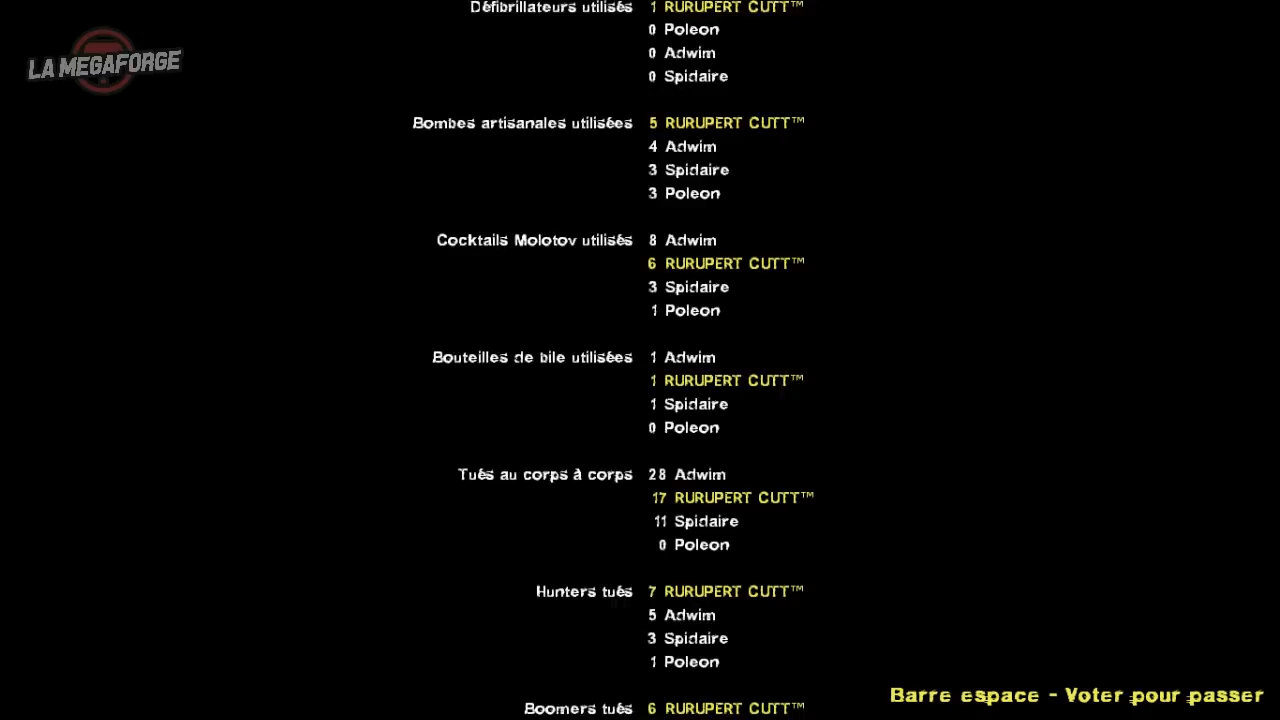 Défibrillateurs utilisés 1 RURUPERT CUTT™
0 Poleon
LA MEGAFORGE
0 Adwim
0 Spidaire
Bombes artisanales utilisées 5 RURUPERT CUTT™
4 Adwim
3 Spidaire
3 Poleon
Cocktails Molotov utilisés 8 Adwim
6 RURUPERT CUTT™
3 Spidaire
1 Poleon
Bouteilles de bile utilisées 1 Adwim
1 RURUPERT CUTT™
1 Spidaire
0 Poleon
Tués au corps à corps 28 Adwim
17 RURUPERT CUTT™
11 Spidaire
0 Poleon
Hunters tués 7 RURUPERT CUTT™
5 Adwim
3 Spidaire
1 Poleon
Barre espace - Voter pour passer
Boomers tués 6 RURUPERT CUTT™